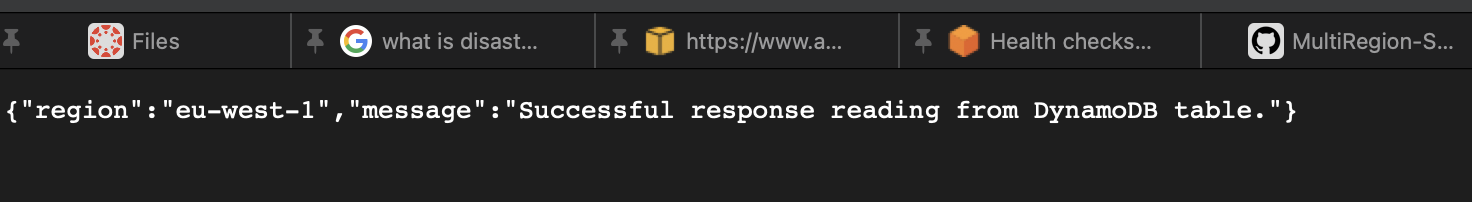 Files
what is disast...
https://www.a...
Health checks...
MultiRegion-S...
{"region":"eu-west-1","message":"Successful response reading from DynamoDB table."}